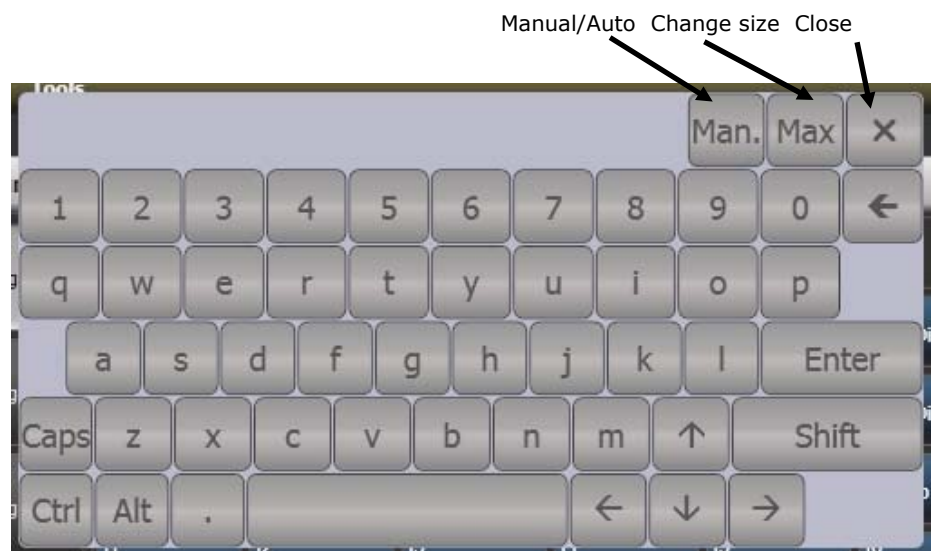 Manual/Auto Change size Close
Tools
Man. Max ×
1 2 3 4 5 6 7 8 9 0 ←
q w e r t y u i o p
a s d f g h j k l Enter
Caps z x c v b n m ↑ Shift
Ctrl Alt . ← ↓ →